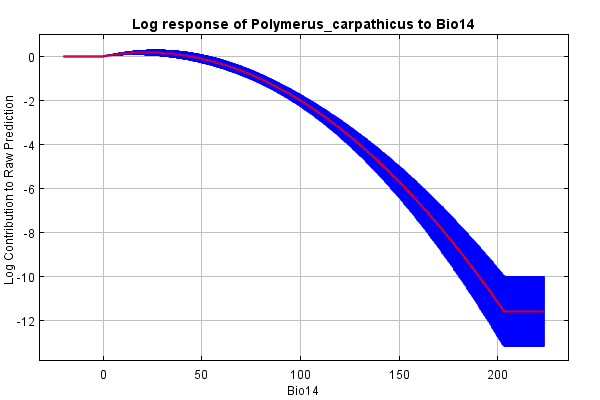 Log response of Polymerus_carpathicus to Bio14
Log Contribution to Raw Prediction
0
-2
-4
-6
-8
-10
-12
0 50 100 150 200
Bio14